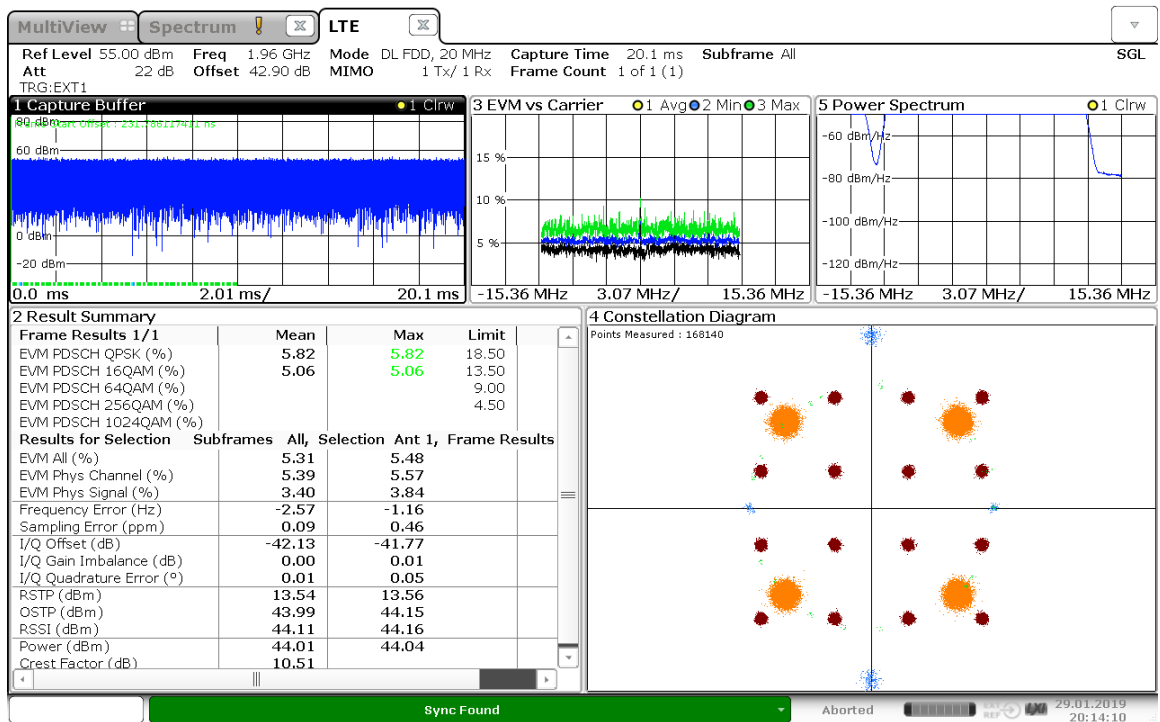 MultiView Spectrum LTE
Ref Level 55.00 dBm Freq 1.96 GHz Mode DL FDD, 20 MHz Capture Time 20.1 ms Subframe All SGL
Att 22 dB Offset 42.90 dB MIMO 1 Tx/ 1 Rx Frame Count 1 of 1 (1)
TRG:EXT1
1 Capture Buffer 1 Clrw
80 dBm
60 dBm
0 dBm
-20 dBm
0.0 ms 2.01 ms/ 20.1 ms
3 EVM vs Carrier 1 Avg 2 Min 3 Max
15 %
10 %
5 %
-15.36 MHz 3.07 MHz/ 15.36 MHz
5 Power Spectrum 1 Clrw
-60 dBm/Hz
-80 dBm/Hz
-100 dBm/Hz
-120 dBm/Hz
-15.36 MHz 3.07 MHz/ 15.36 MHz
2 Result Summary
Frame Results 1/1 Mean Max Limit
EVM PDSCH QPSK (%) 5.82 5.82 18.50
EVM PDSCH 16QAM (%) 5.06 5.06 13.50
EVM PDSCH 64QAM (%) 9.00
EVM PDSCH 256QAM (%) 4.50
EVM PDSCH 1024QAM (%)
Results for Selection Subframes All, Selection Ant 1, Frame Results
EVM All (%) 5.31 5.48
EVM Phys Channel (%) 5.39 5.57
EVM Phys Signal (%) 3.40 3.84
Frequency Error (Hz) -2.57 -1.16
Sampling Error (ppm) 0.09 0.46
I/Q Offset (dB) -42.13 -41.77
I/Q Gain Imbalance (dB) 0.00 0.01
I/Q Quadrature Error (°) 0.01 0.05
RSTP (dBm) 13.54 13.56
OSTP (dBm) 43.99 44.15
RSSI (dBm) 44.11 44.16
Power (dBm) 44.01 44.04
Crest Factor (dB) 10.51
4 Constellation Diagram
Points Measured : 168140
Sync Found
Aborted
EXT
REF
LXI
29.01.2019
20:14:10